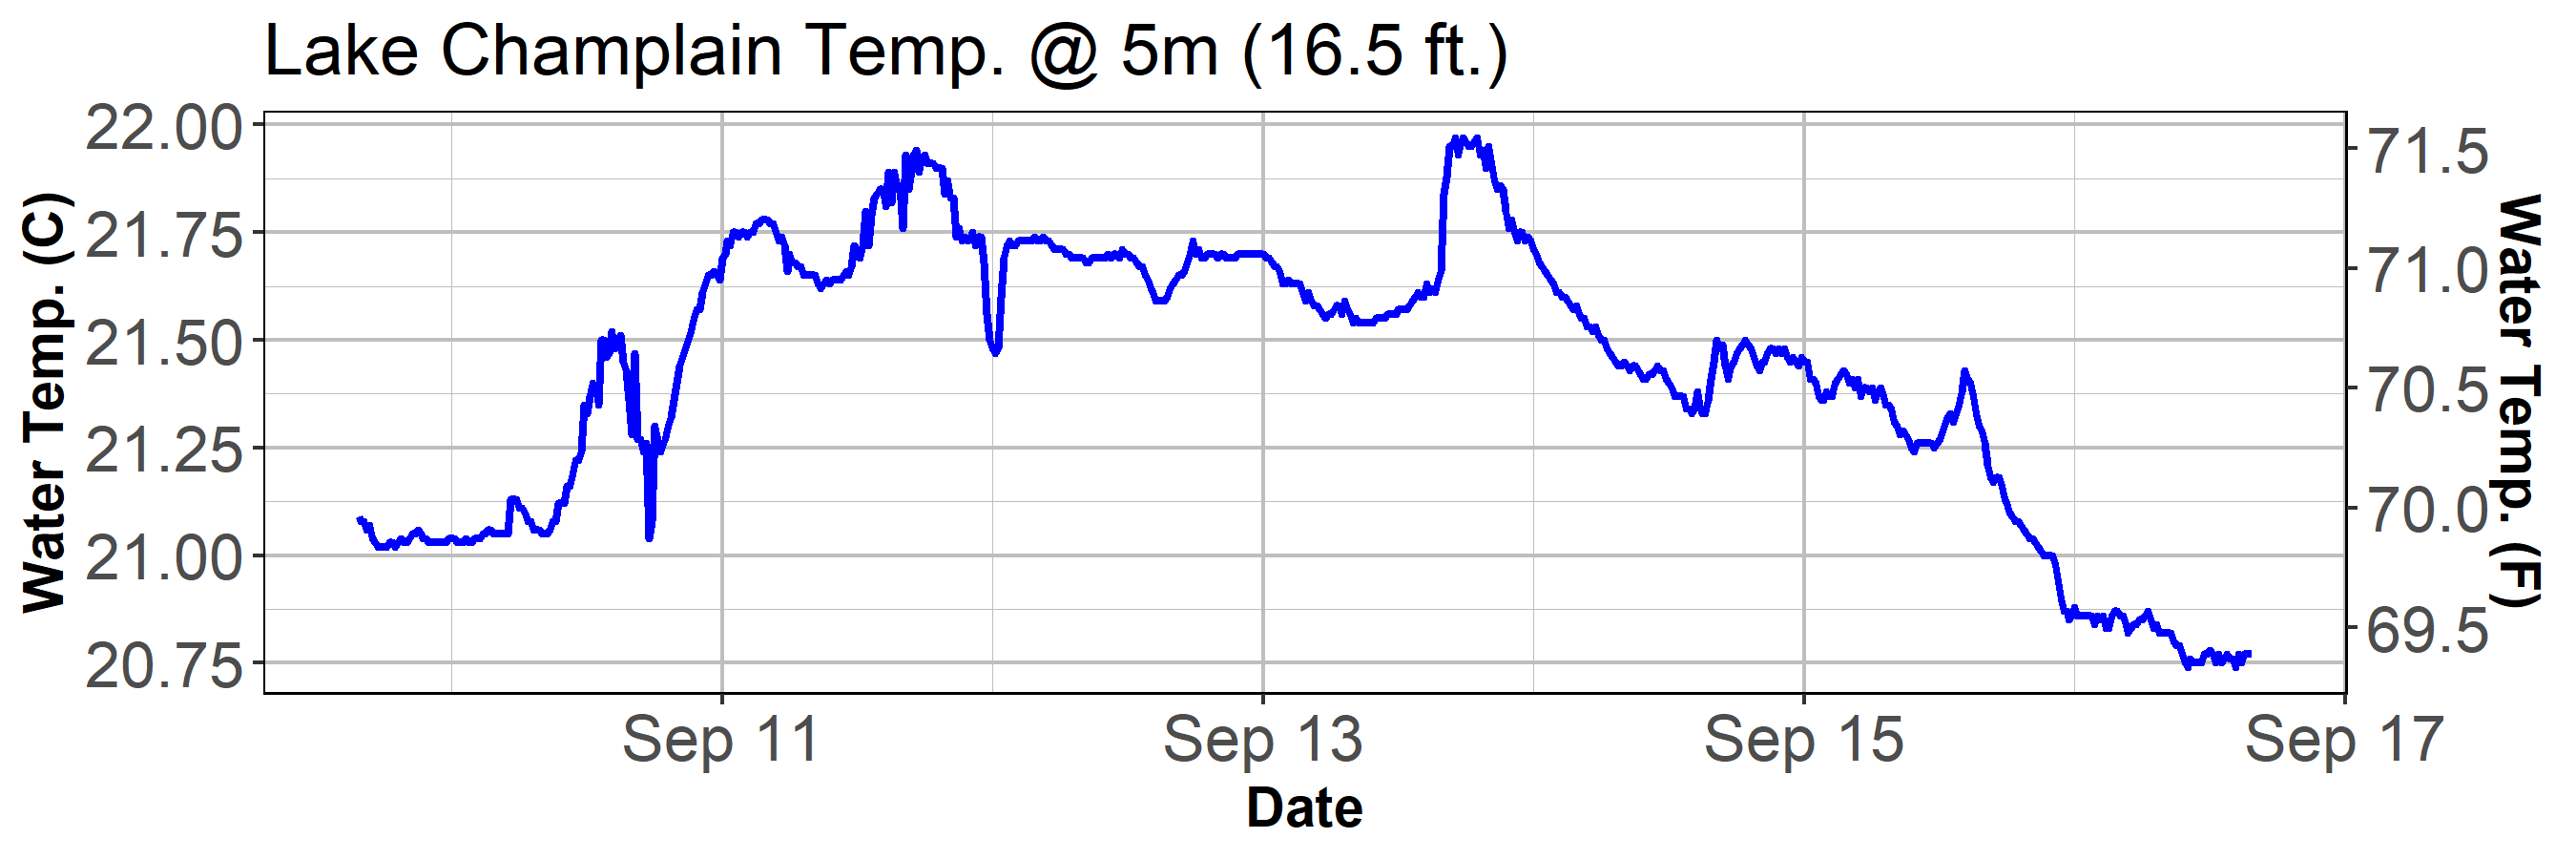 Lake Champlain Temp. @ 5m (16.5 ft.)
Water Temp. (C)
22.00
21.75
21.50
21.25
21.00
20.75
71.5
71.0
70.5
70.0
69.5
Water Temp. (F)
Sep 11
Sep 13
Sep 15
Sep 17
Date